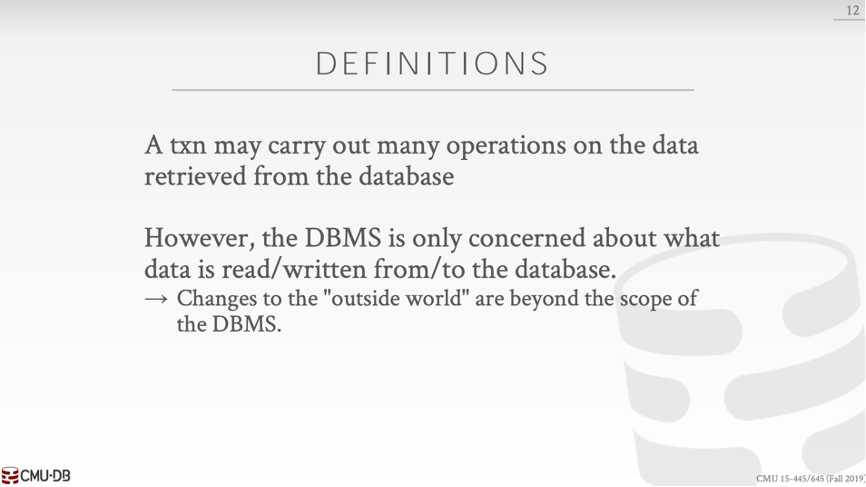 12
DEFINITIONS
A txn may carry out many operations on the data
retrieved from the database
However, the DBMS is only concerned about what
data is read/written from/to the database.
→ Changes to the "outside world" are beyond the scope of
the DBMS.
CMU·DB
CMU 15-445/645 (Fall 2019)